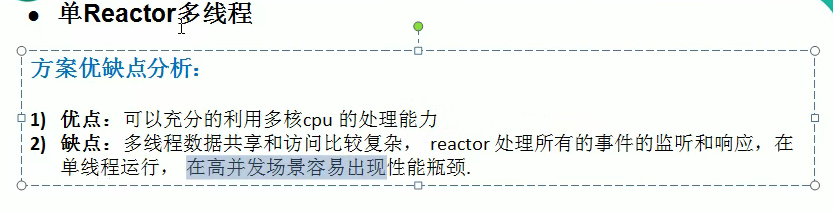 ● 单Reactor多线程
方案优缺点分析：
1) 优点：可以充分的利用多核cpu 的处理能力
2) 缺点：多线程数据共享和访问比较复杂， reactor 处理所有的事件的监听和响应，在
单线程运行， 在高并发场景容易出现性能瓶颈.